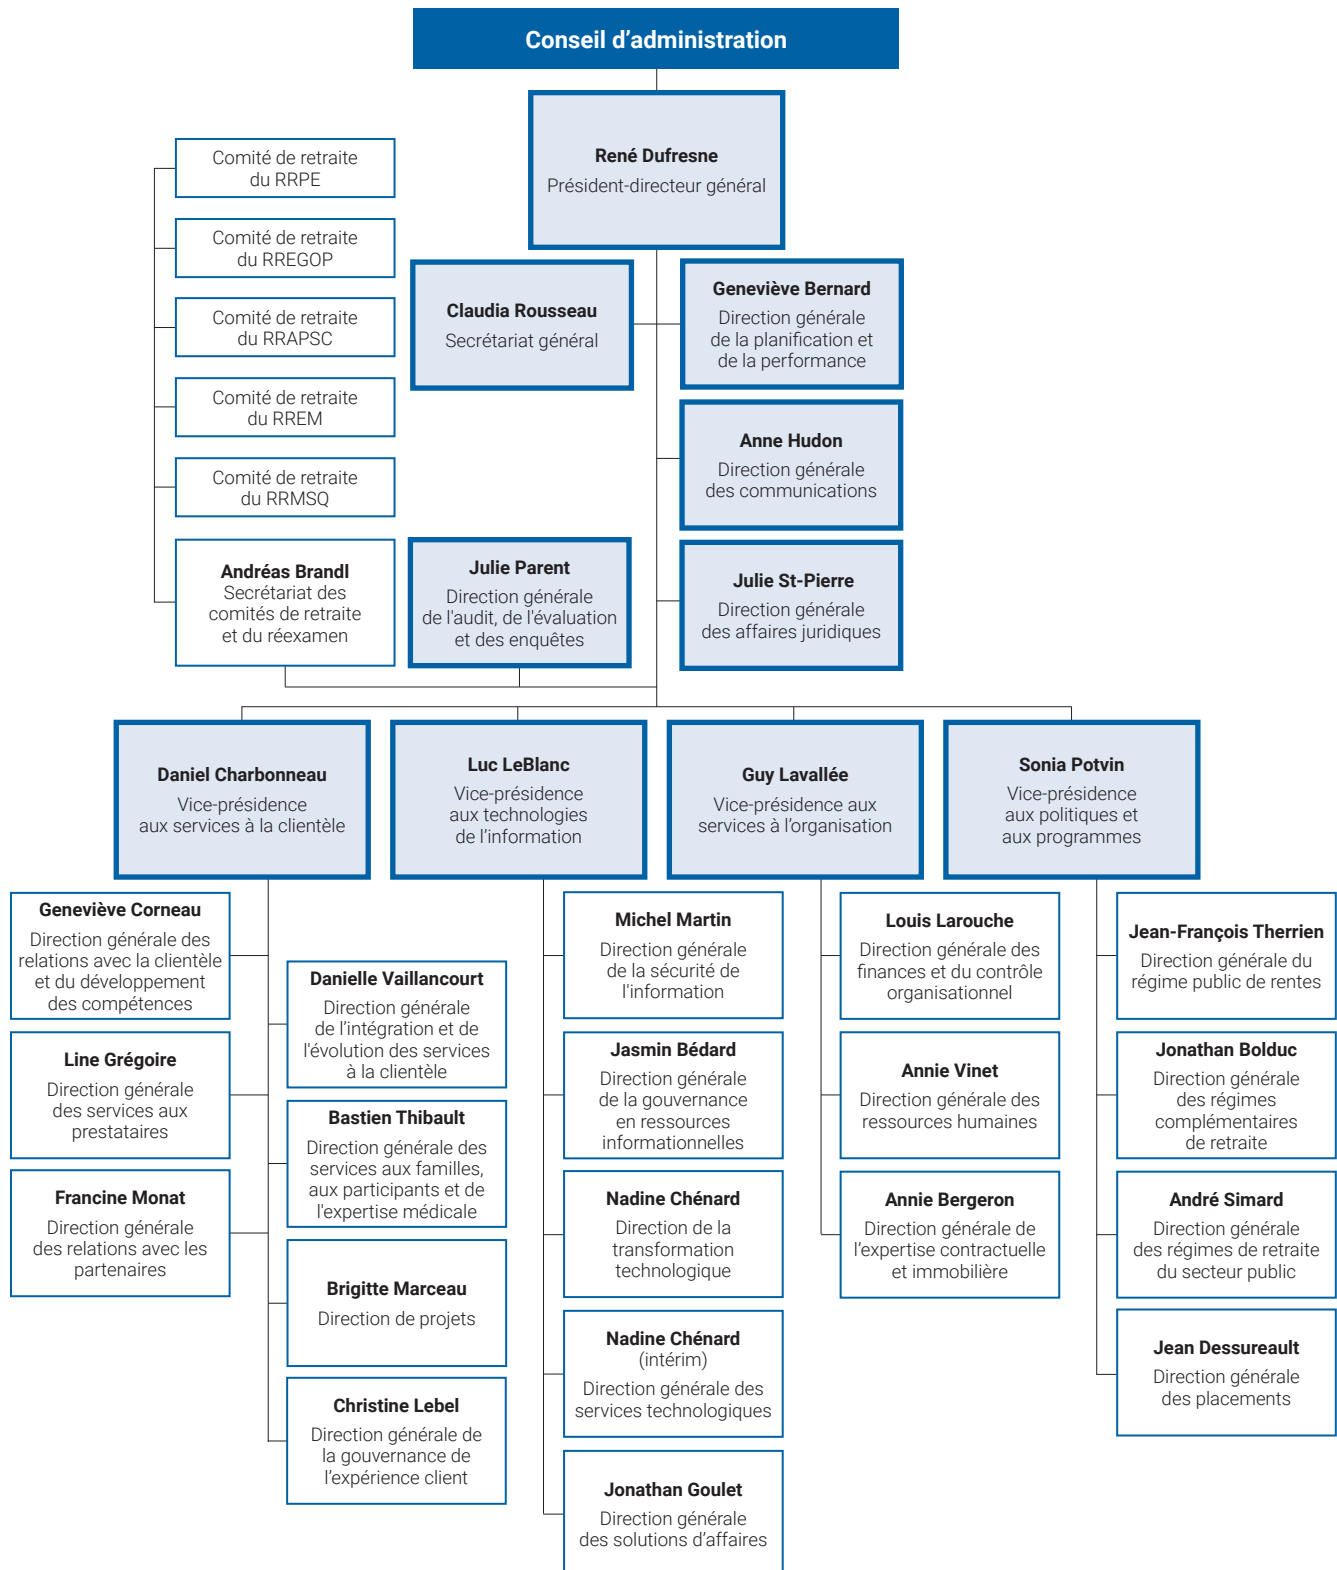 Conseil d’administration
René Dufresne
Président-directeur général
Comité de retraite
du RRPE
Comité de retraite
du RREGOP
Comité de retraite
du RRAPSC
Comité de retraite
du RREM
Comité de retraite
du RRMSQ
Andréas Brandl
Secrétariat des
comités de retraite
et du réexamen
Claudia Rousseau
Secrétariat général
Geneviève Bernard
Direction générale
de la planification et
de la performance
Anne Hudon
Direction générale
des communications
Julie Parent
Direction générale
de l'audit, de l'évaluation
et des enquêtes
Julie St-Pierre
Direction générale
des affaires juridiques
Daniel Charbonneau
Vice-présidence
aux services à la clientèle
Luc LeBlanc
Vice-présidence
aux technologies
de l’information
Guy Lavallée
Vice-présidence aux
services à l’organisation
Sonia Potvin
Vice-présidence
aux politiques et
aux programmes
Geneviève Corneau
Direction générale des
relations avec la clientèle
et du développement
des compétences
Line Grégoire
Direction générale
des services aux
prestataires
Francine Monat
Direction générale
des relations avec les
partenaires
Danielle Vaillancourt
Direction générale
de l’intégration et de
l'évolution des services
à la clientèle
Bastien Thibault
Direction générale des
services aux familles,
aux participants et de
l'expertise médicale
Brigitte Marceau
Direction de projets
Christine Lebel
Direction générale de
la gouvernance de
l’expérience client
Michel Martin
Direction générale
de la sécurité de
l'information
Jasmin Bédard
Direction générale
de la gouvernance
en ressources
informationnelles
Nadine Chénard
Direction de la
transformation
technologique
Nadine Chénard
(intérim)
Direction générale des
services technologiques
Jonathan Goulet
Direction générale
des solutions d’affaires
Louis Larouche
Direction générale des
finances et du contrôle
organisationnel
Annie Vinet
Direction générale des
ressources humaines
Annie Bergeron
Direction générale de
l’expertise contractuelle
et immobilière
Jean-François Therrien
Direction générale du
régime public de rentes
Jonathan Bolduc
Direction générale
des régimes
complémentaires
de retraite
André Simard
Direction générale
des régimes de retraite
du secteur public
Jean Dessureault
Direction générale
des placements